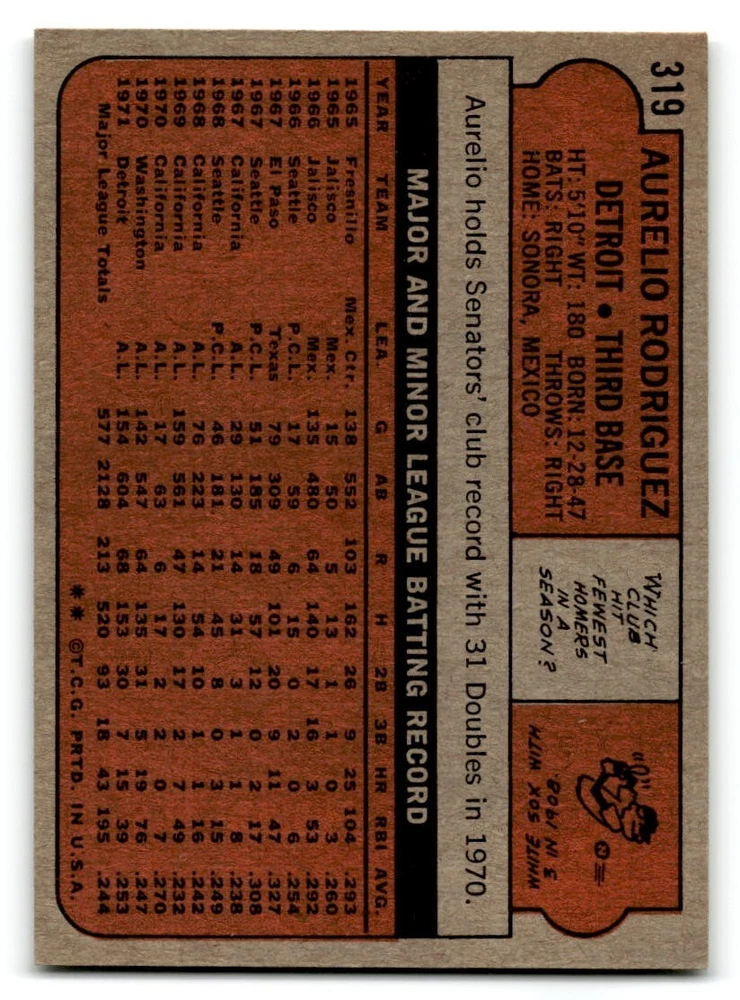 319
AURELIO RODRIGUEZ
DETROIT • THIRD BASE
HT: 5'10" WT: 180 BORN: 12-28-47
BATS: RIGHT THROWS: RIGHT
HOME: SONORA, MEXICO
WHICH
CLUB
HIT
FEWEST
HOMERS
IN A
SEASON?
"0"
WHITE SOX WITH
3 IN 1908.
Aurelio holds Senators' club record with 31 Doubles in 1970.
MAJOR AND MINOR LEAGUE BATTING RECORD
YEAR TEAM LEA. G AB R H 2B 3B HR RBI AVG.
1965 Fresnillo Mex. Ctr. 138 552 103 162 26 9 25 104 .293
1965 Jalisco Mex. 15 50 5 13 1 1 0 3 .260
1966 Jalisco Mex. 135 480 64 140 17 16 3 53 .292
1966 Seattle P.C.L. 17 59 6 15 0 2 0 6 .254
1967 El Paso Texas 79 309 49 101 20 9 11 47 .327
1967 Seattle P.C.L. 51 185 18 57 12 0 2 17 .308
1967 California A.L. 29 130 14 31 3 1 1 8 .238
1968 Seattle P.C.L. 46 181 21 45 8 0 3 15 .249
1968 California A.L. 76 223 14 54 10 1 1 16 .242
1969 California A.L. 159 561 47 130 17 2 7 49 .232
1970 California A.L. 17 63 6 17 2 2 0 7 .270
1970 Washington A.L. 142 547 64 135 31 5 19 76 .247
1971 Detroit A.L. 154 604 68 153 30 7 15 39 .253
Major League Totals 577 2128 213 520 93 18 43 195 .244
** ©T.C.G. PRTD. IN U.S.A.